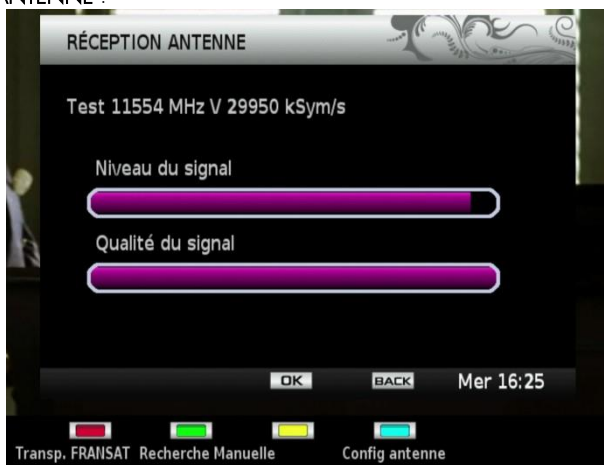 ANTENNE :
RÉCEPTION ANTENNE
Test 11554 MHz V 29950 kSym/s
Niveau du signal
Qualité du signal
OK BACK Mer 16:25
Transp. FRANSAT Recherche Manuelle Config antenne